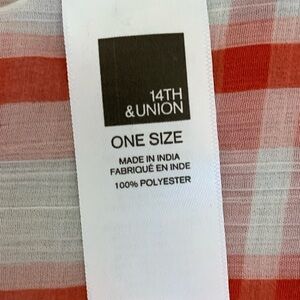 14TH
&UNION
ONE SIZE
MADE IN INDIA
FABRIQUÉ EN INDE
100% POLYESTER